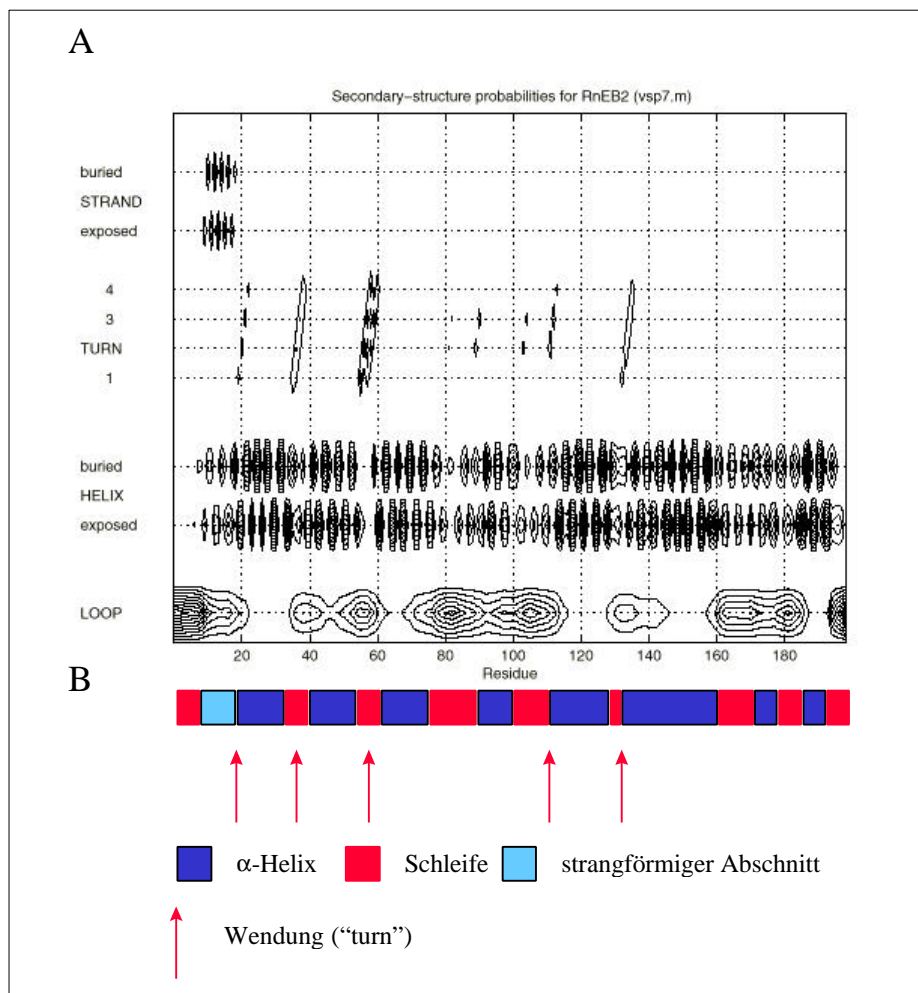 A
Secondary-structure probabilities for RnEB2 (vsp7.m)
buried
STRAND
exposed
4
3
TURN
1
buried
HELIX
exposed
LOOP
20 40 60 80 100 120 140 160 180
Residue
B
α-Helix Schleife strangförmiger Abschnitt
Wendung (“turn”)